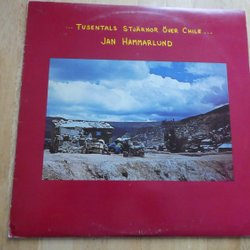 ... TUSENTALS STJÄRNOR ÖVER CHILE ...
JAN HAMMARLUND